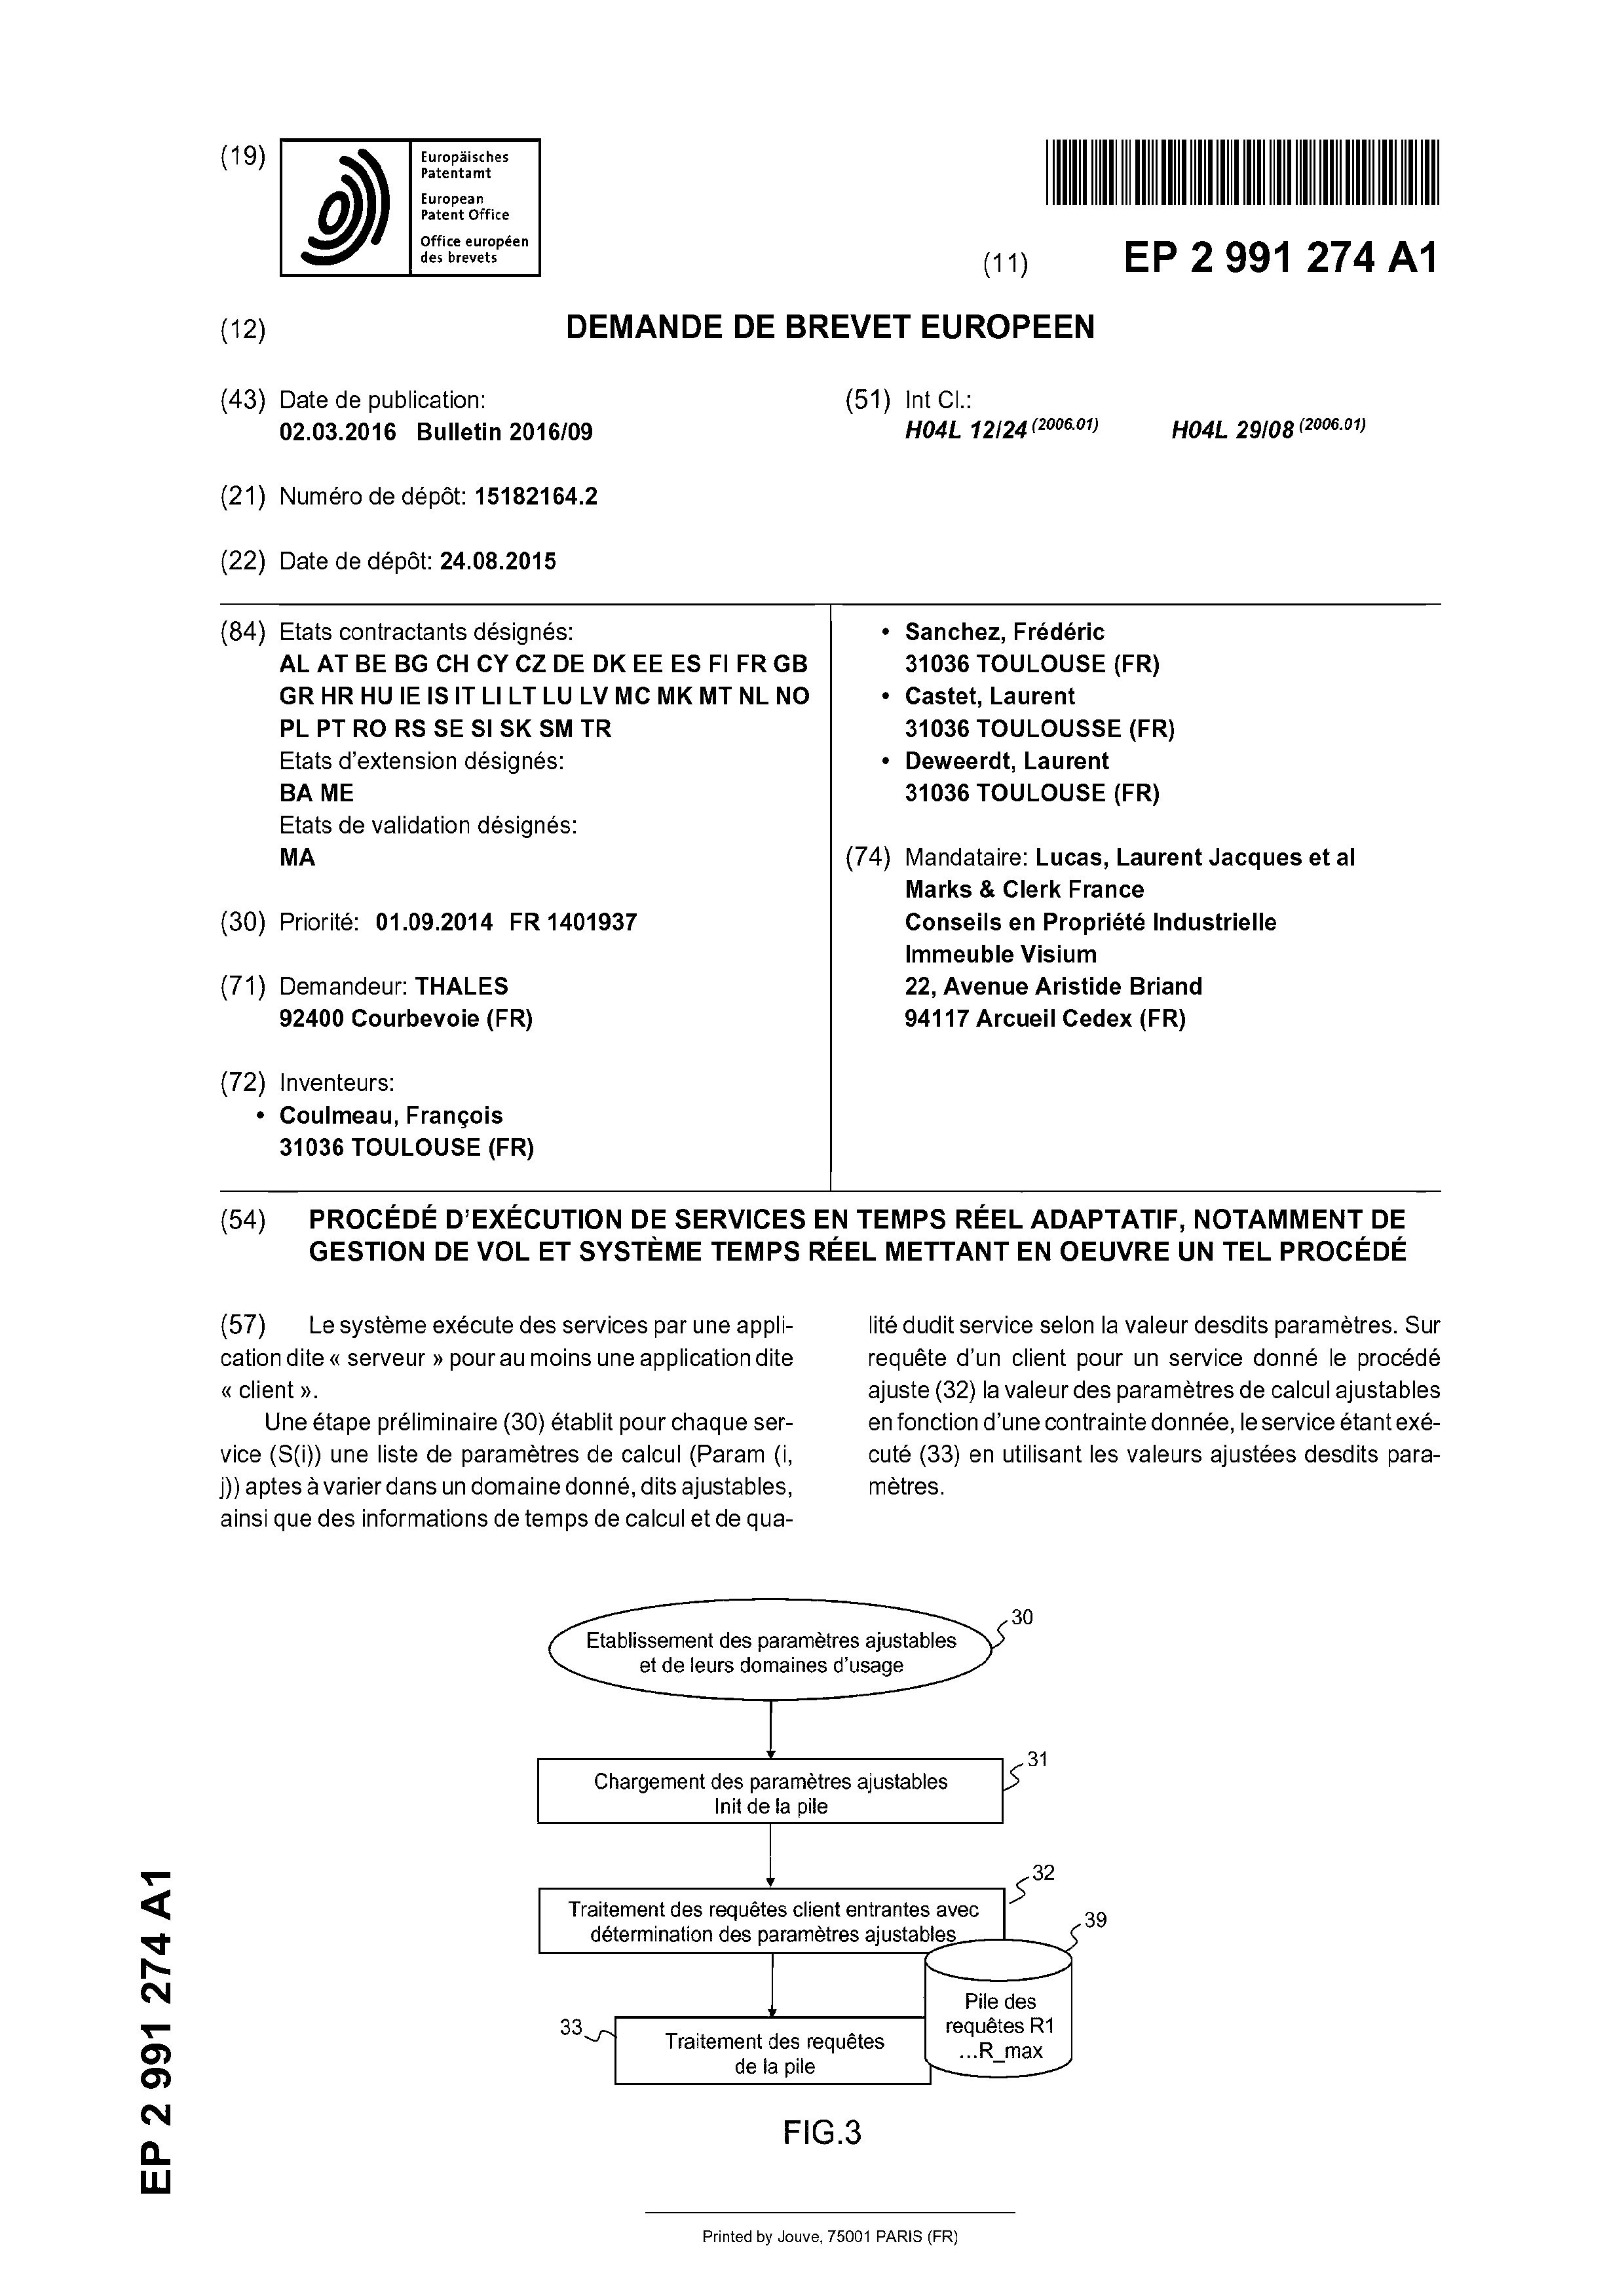 (19)
Europäisches
Patentamt
European
Patent Office
Office européen
des brevets
(11) EP 2 991 274 A1
(12) DEMANDE DE BREVET EUROPEEN
(43) Date de publication:
02.03.2016 Bulletin 2016/09
(21) Numéro de dépôt: 15182164.2
(22) Date de dépôt: 24.08.2015
(51) Int Cl.:
H04L 12/24 (2006.01) H04L 29/08 (2006.01)
(84) Etats contractants désignés:
AL AT BE BG CH CY CZ DE DK EE ES FI FR GB
GR HR HU IE IS IT LI LT LU LV MC MK MT NL NO
PL PT RO RS SE SI SK SM TR
Etats d'extension désignés:
BA ME
Etats de validation désignés:
MA
(30) Priorité: 01.09.2014 FR 1401937
(71) Demandeur: THALES
92400 Courbevoie (FR)
(72) Inventeurs:
• Coulmeau, François
31036 TOULOUSE (FR)
• Sanchez, Frédéric
31036 TOULOUSE (FR)
• Castet, Laurent
31036 TOULOUSSE (FR)
• Deweerdt, Laurent
31036 TOULOUSE (FR)
(74) Mandataire: Lucas, Laurent Jacques et al
Marks & Clerk France
Conseils en Propriété Industrielle
Immeuble Visium
22, Avenue Aristide Briand
94117 Arcueil Cedex (FR)
(54) PROCÉDÉ D'EXÉCUTION DE SERVICES EN TEMPS RÉEL ADAPTATIF, NOTAMMENT DE
GESTION DE VOL ET SYSTÈME TEMPS RÉEL METTANT EN OEUVRE UN TEL PROCÉDÉ
(57) Le système exécute des services par une appli-
cation dite « serveur » pour au moins une application dite
« client ».
Une étape préliminaire (30) établit pour chaque ser-
vice (S(i)) une liste de paramètres de calcul (Param (i,
j)) aptes à varier dans un domaine donné, dits ajustables,
ainsi que des informations de temps de calcul et de qua-
lité dudit service selon la valeur desdits paramètres. Sur
requête d'un client pour un service donné le procédé
ajuste (32) la valeur des paramètres de calcul ajustables
en fonction d'une contrainte donnée, le service étant exé-
cuté (33) en utilisant les valeurs ajustées desdits para-
mètres.
30
Etablissement des paramètres ajustables
et de leurs domaines d'usage
31
Chargement des paramètres ajustables
Init de la pile
32
Traitement des requêtes client entrantes avec
détermination des paramètres ajustables
39
Pile des
requêtes R1
...R_max
33
Traitement des requêtes
de la pile
FIG.3
EP 2 991 274 A1
Printed by Jouve, 75001 PARIS (FR)